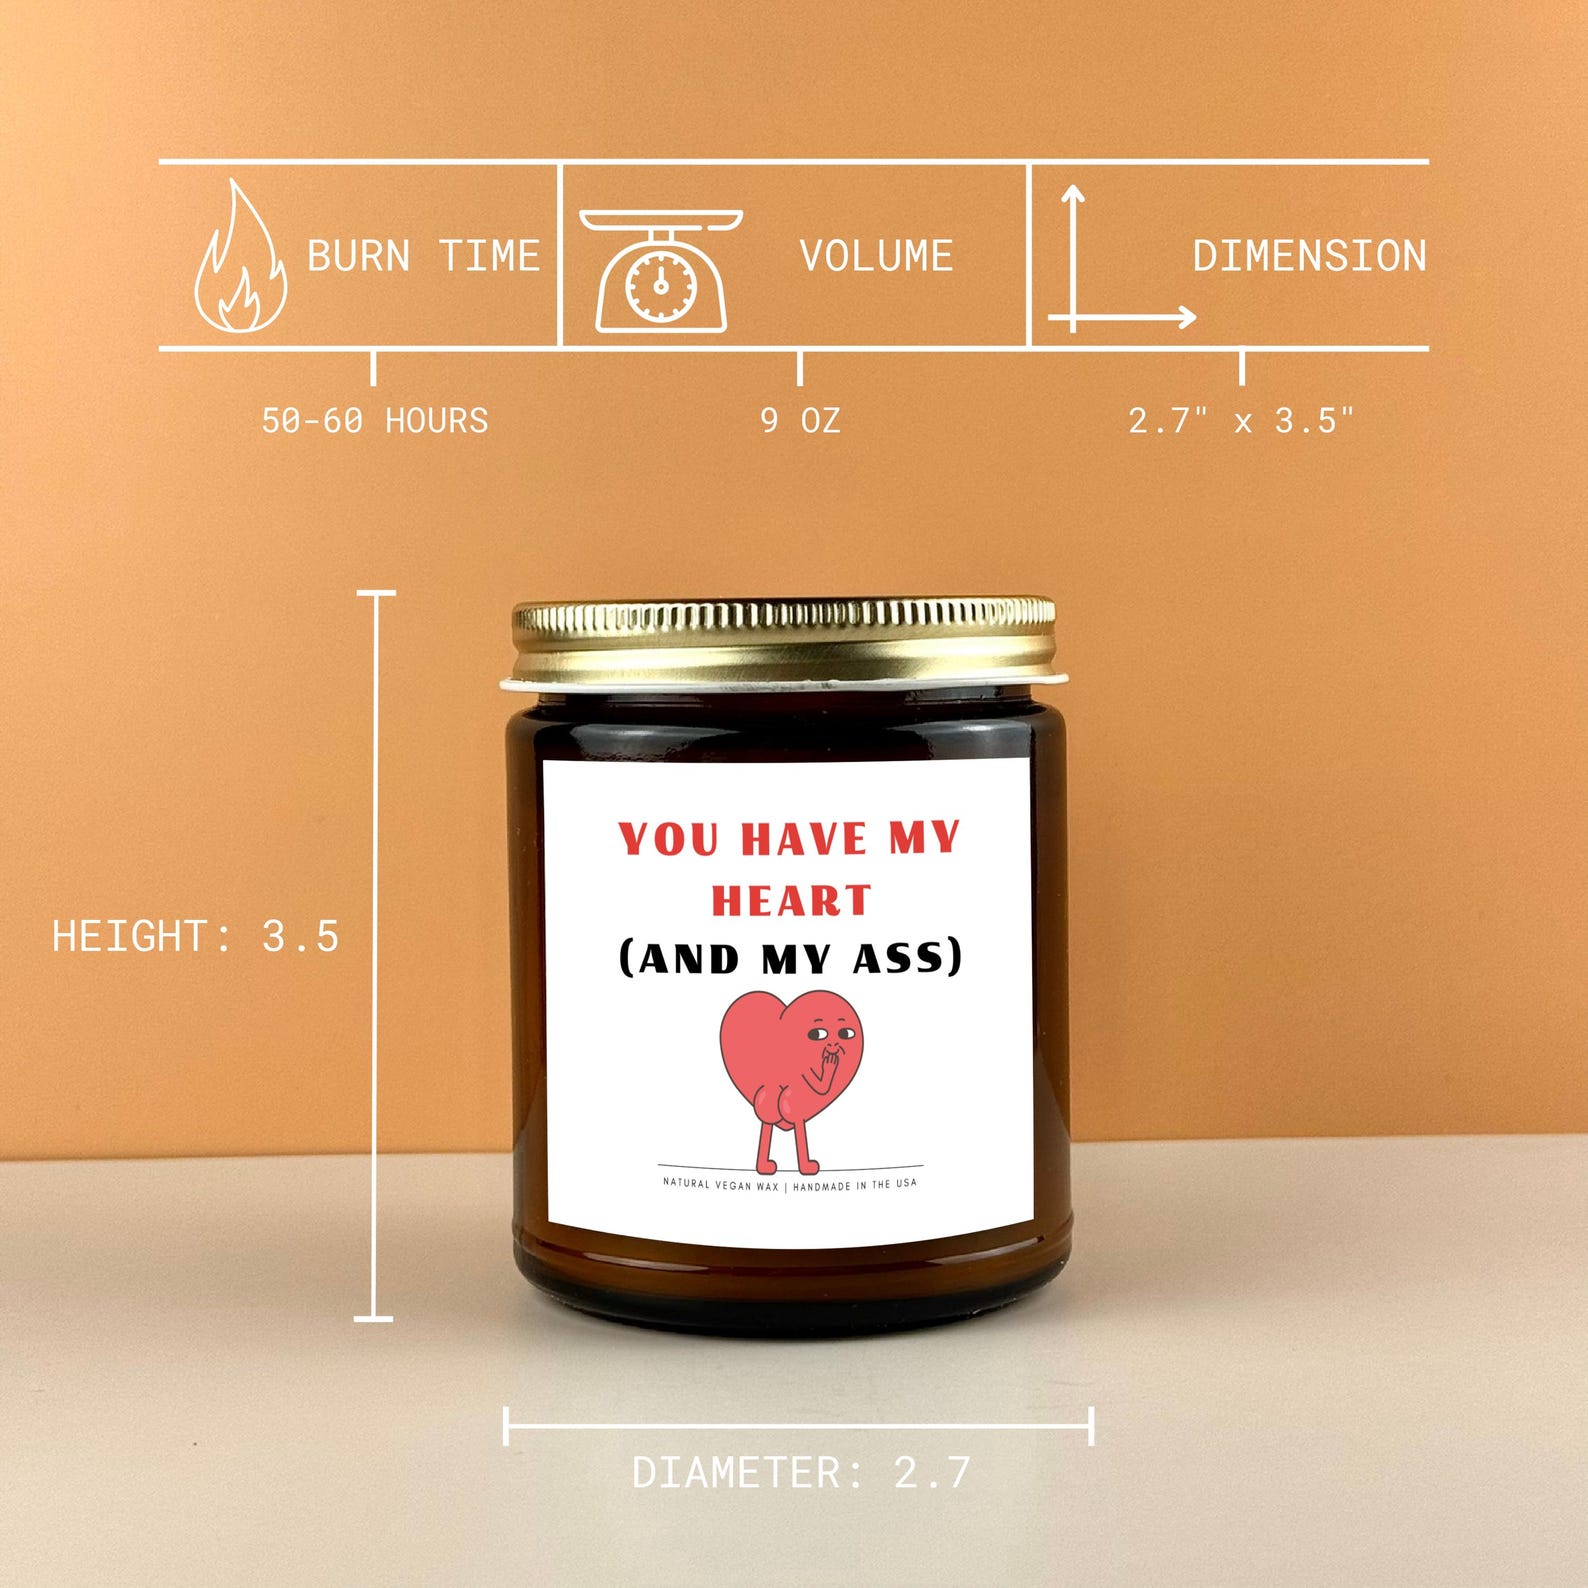 BURN TIME
VOLUME
DIMENSION
50-60 HOURS
9 OZ
2.7" x 3.5"
HEIGHT: 3.5
YOU HAVE MY
HEART
(AND MY ASS)
NATURAL VEGAN WAX | HANDMADE IN THE USA
DIAMETER: 2.7